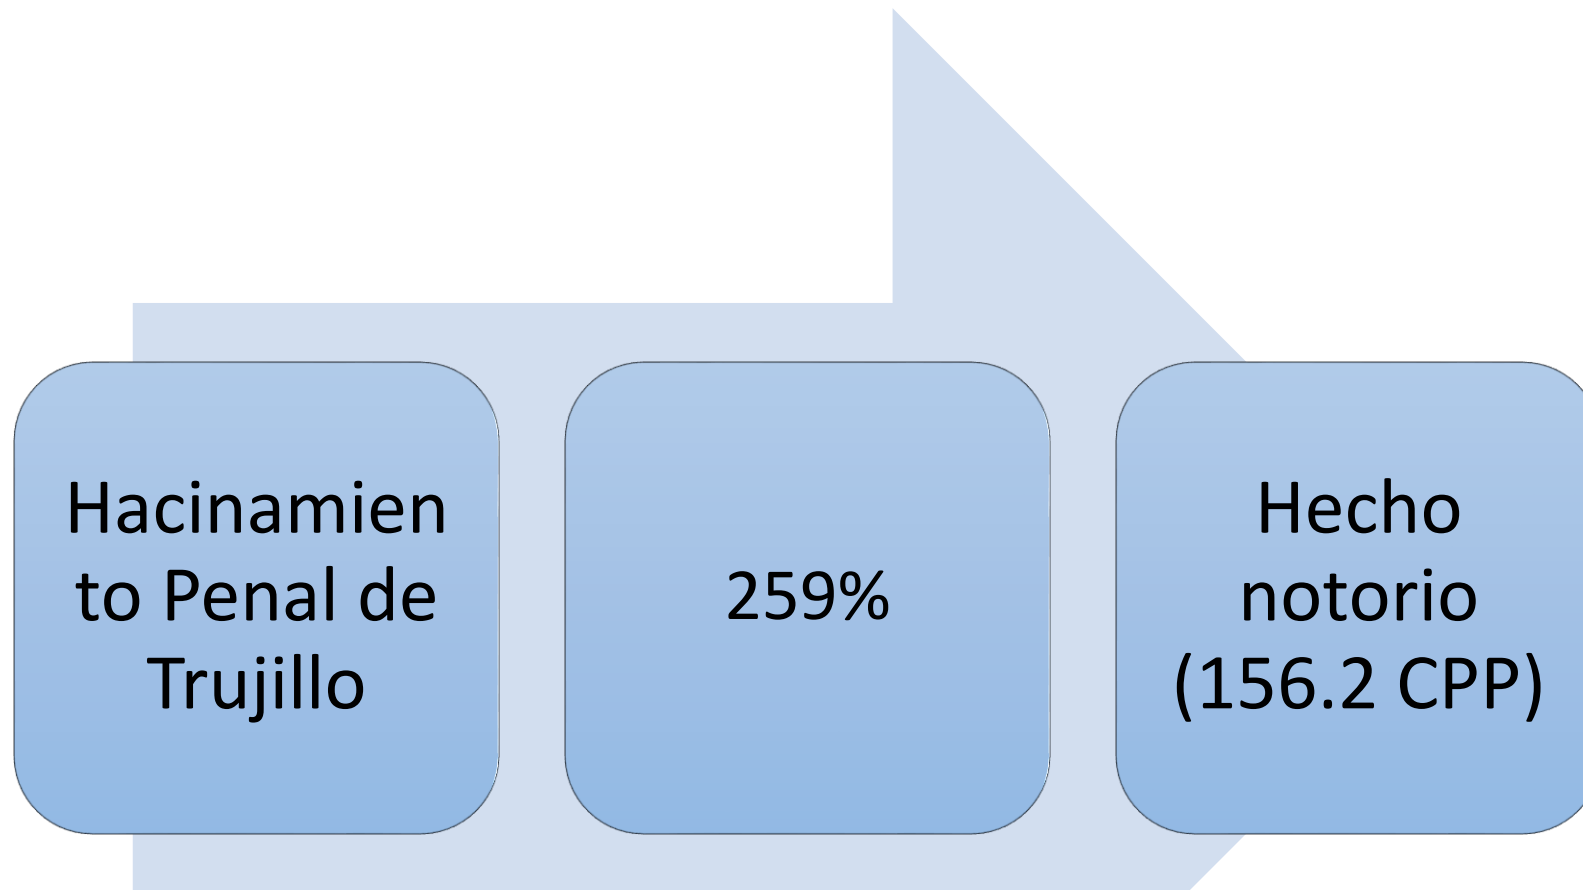 Hacinamien
to Penal de
Trujillo
259%
Hecho
notorio
(156.2 CPP)